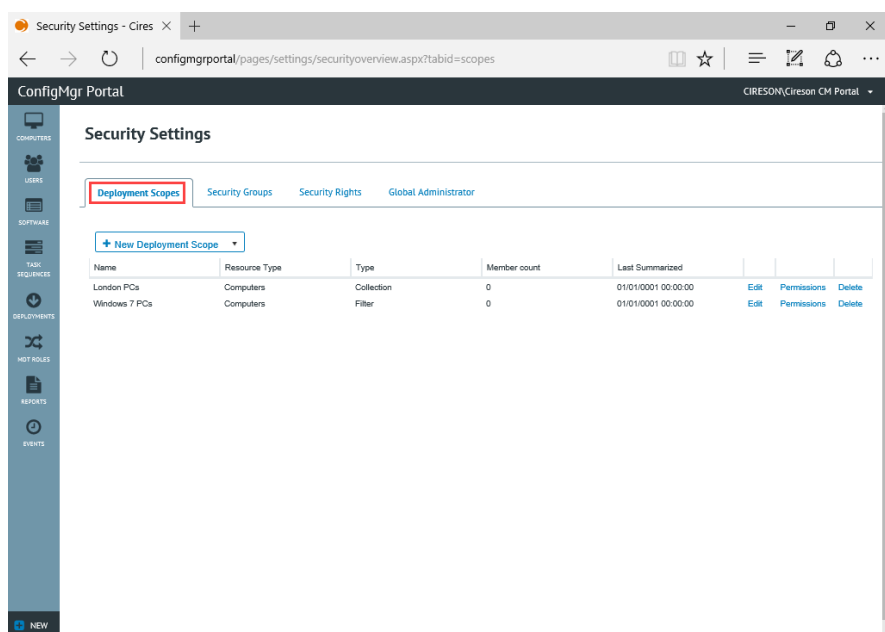 Security Settings - Cires
configmgrportal/pages/settings/securityoverview.aspx?tabid=scopes
ConfigMgr Portal
CIRESON\Cireson CM Portal
COMPUTERS
USERS
SOFTWARE
TASK
SEQUENCES
DEPLOYMENTS
MDT ROLES
REPORTS
EVENTS
NEW
Security Settings
Deployment Scopes Security Groups Security Rights Global Administrator
+ New Deployment Scope
Name Resource Type Type Member count Last Summarized
London PCs Computers Collection 0 01/01/0001 00:00:00 Edit Permissions Delete
Windows 7 PCs Computers Filter 0 01/01/0001 00:00:00 Edit Permissions Delete